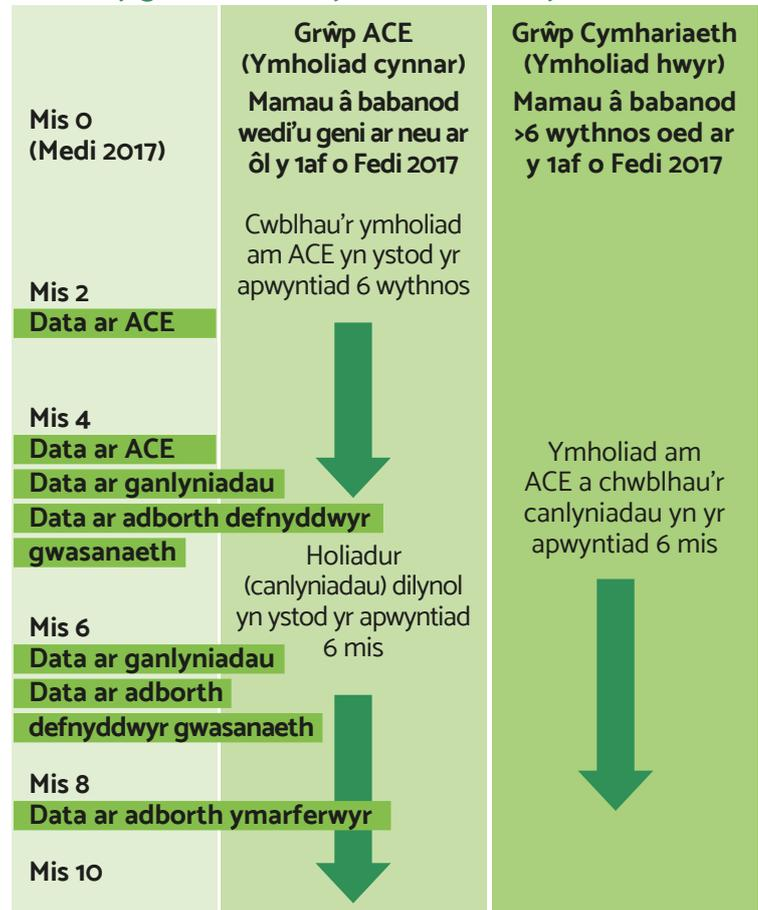 Mis 0
(Medi 2017)
Mis 2
Data ar ACE
Mis 4
Data ar ACE
Data ar ganlyniadau
Data ar adborth defnyddwyr
gwasanaeth
Mis 6
Data ar ganlyniadau
Data ar adborth
defnyddwyr gwasanaeth
Mis 8
Data ar adborth ymarferwyr
Mis 10
Grŵp ACE
(Ymholiad cynnar)
Mamau â babanod
wedi'u geni ar neu ar
ôl y 1af o Fedi 2017
Cwblhau'r ymholiad
am ACE yn ystod yr
apwyntiad 6 wythnos
Holiadur
(canlyniadau) dilynol
yn ystod yr apwyntiad
6 mis
Grŵp Cymhariaeth
(Ymholiad hwyr)
Mamau â babanod
>6 wythnos oed ar
y 1af o Fedi 2017
Ymholiad am
ACE a chwblhau'r
canlyniadau yn yr
apwyntiad 6 mis